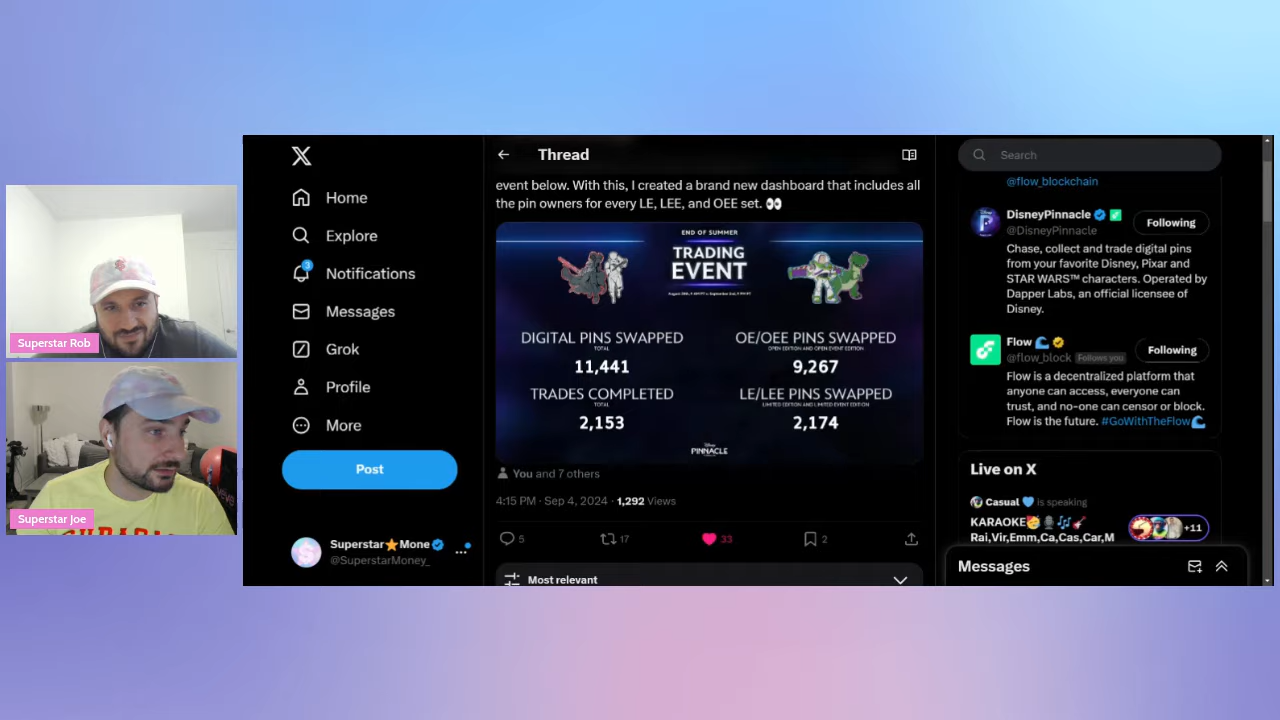 Superstar Rob
Superstar Joe
Home
Explore
3
Notifications
Messages
Grok
Profile
More
Post
Superstar⭐Mone
@SuperstarMoney_
Thread
event below. With this, I created a brand new dashboard that includes all
the pin owners for every LE, LEE, and OEE set. 👀
END OF SUMMER
TRADING
EVENT
DIGITAL PINS SWAPPED
TOTAL
11,441
OE/OEE PINS SWAPPED
OPEN EDITION AND OPEN EVENT EDITION
9,267
TRADES COMPLETED
TOTAL
2,153
LE/LEE PINS SWAPPED
LIMITED EDITION AND LIMITED EVENT EDITION
2,174
Disney
PINNACLE
You and 7 others
4:15 PM · Sep 4, 2024 · 1,292 Views
5
17
33
2
Most relevant
Search
@flow_blockchain
DisneyPinnacle
@DisneyPinnacle
Following
Chase, collect and trade digital pins
from your favorite Disney, Pixar and
STAR WARS™ characters. Operated by
Dapper Labs, an official licensee of
Disney.
Flow 🌊
@flow_block Follows you
Following
Flow is a decentralized platform that
anyone can access, everyone can
trust, and no-one can censor or block.
Flow is the future. #GoWithTheFlow🌊
Live on X
Casual 🩵 is speaking
KARAOKE🥳🎙️🎶🎸
Rai,Vir,Emm,Ca,Cas,Car,M
+11
Messages